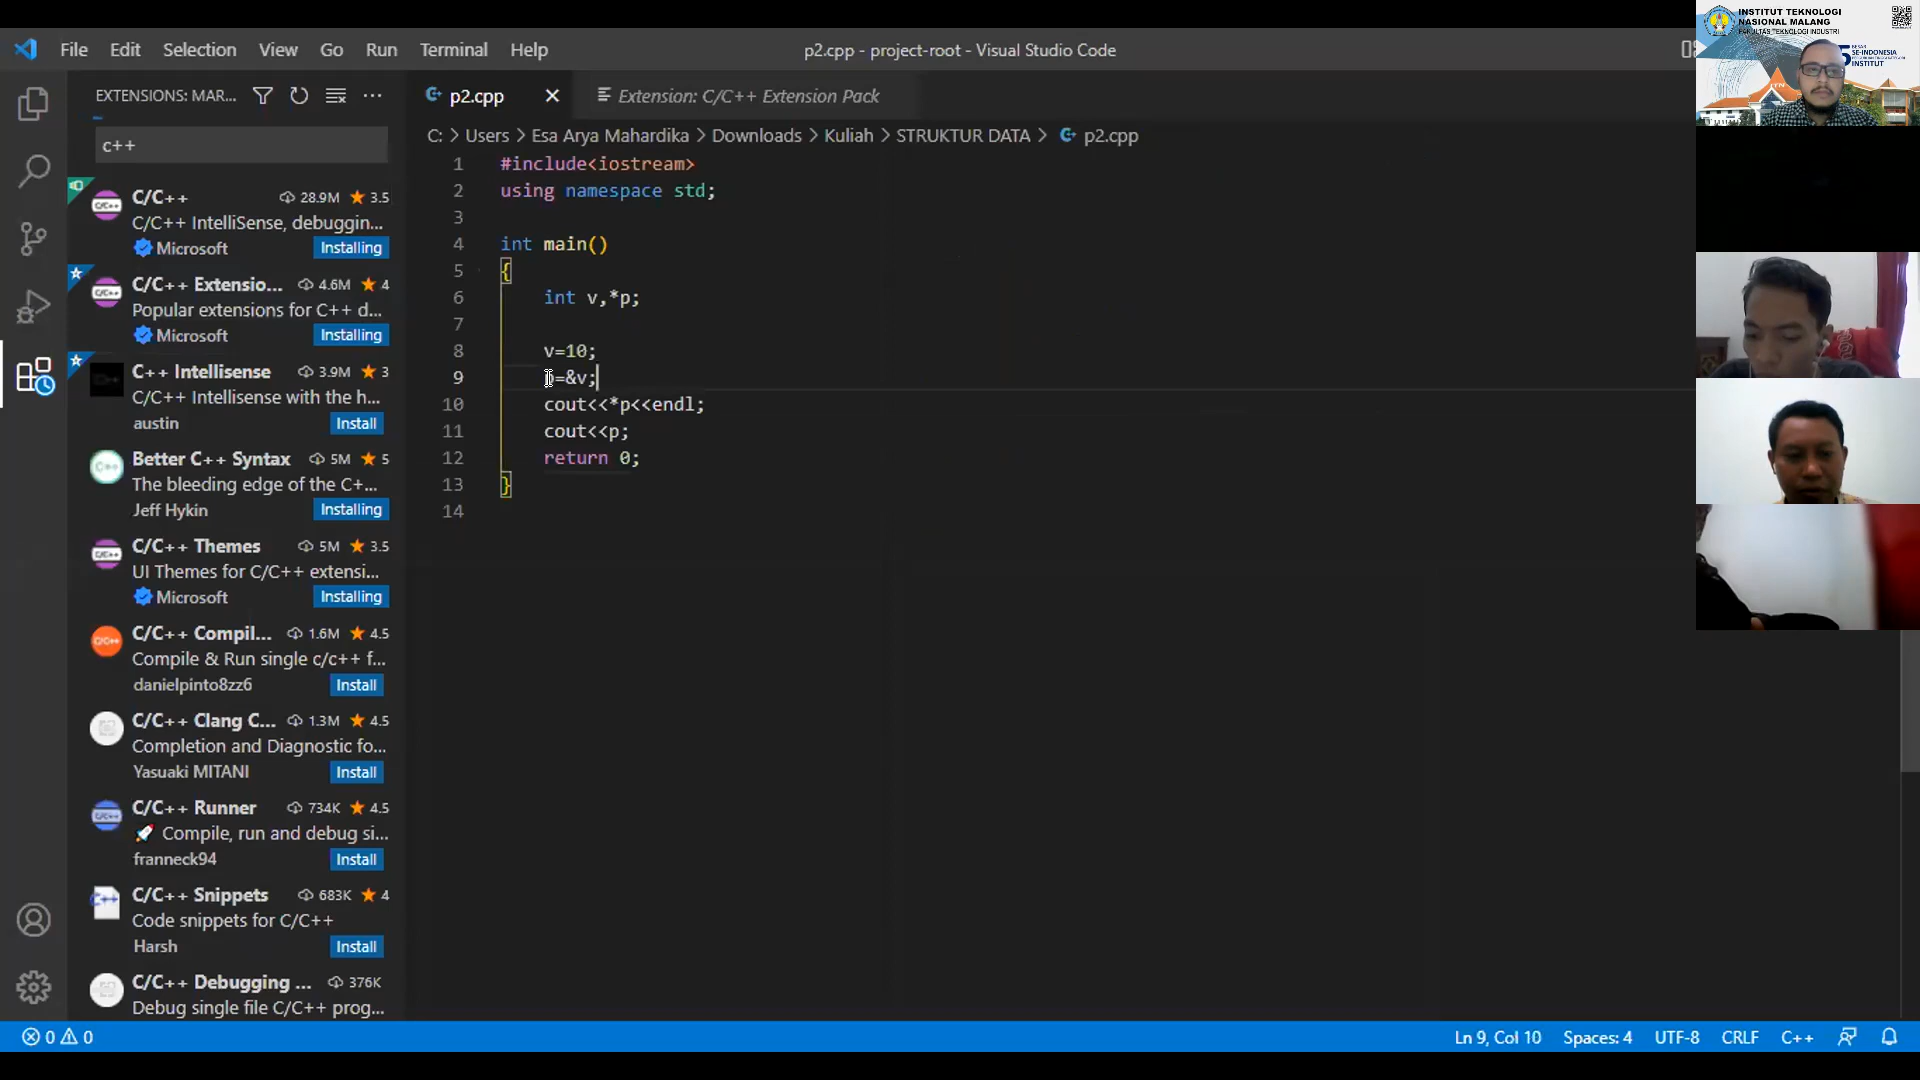 File Edit Selection View Go Run Terminal Help
p2.cpp - project-root - Visual Studio Code
EXTENSIONS: MAR...
c++
C/C++ 28.9M 3.5
C/C++ IntelliSense, debuggin...
Microsoft Installing
C/C++ Extensio... 4.6M 4
Popular extensions for C++ d...
Microsoft Installing
C++ Intellisense 3.9M 3
C/C++ Intellisense with the h...
austin Install
Better C++ Syntax 5M 5
The bleeding edge of the C+...
Jeff Hykin Installing
C/C++ Themes 5M 3.5
UI Themes for C/C++ extensi...
Microsoft Installing
C/C++ Compil... 1.6M 4.5
Compile & Run single c/c++ f...
danielpinto8zz6 Install
C/C++ Clang C... 1.3M 4.5
Completion and Diagnostic fo...
Yasuaki MITANI Install
C/C++ Runner 734K 4.5
🚀 Compile, run and debug si...
franneck94 Install
C/C++ Snippets 683K 4
Code snippets for C/C++
Harsh Install
C/C++ Debugging ... 376K
Debug single file C/C++ prog...
p2.cpp
Extension: C/C++ Extension Pack
C: > Users > Esa Arya Mahardika > Downloads > Kuliah > STRUKTUR DATA > p2.cpp
1 #include<iostream>
2 using namespace std;
3
4 int main()
5 {
6 int v,*p;
7
8 v=10;
9 p=&v;
10 cout<<*p<<endl;
11 cout<<p;
12 return 0;
13 }
14
INSTITUT TEKNOLOGI
NASIONAL MALANG
FAKULTAS TEKNOLOGI INDUSTRI
5 BESAR
SE-INDONESIA
INSTITUT
0 0
Ln 9, Col 10 Spaces: 4 UTF-8 CRLF C++